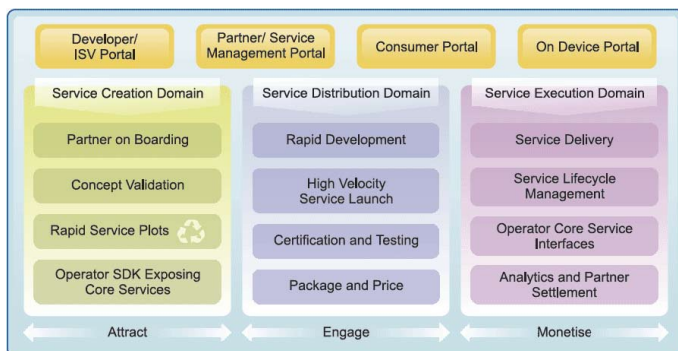 Developer/
ISV Portal
Partner/ Service
Management Portal
Consumer Portal
On Device Portal
Service Creation Domain
Partner on Boarding
Concept Validation
Rapid Service Plots
Operator SDK Exposing
Core Services
Attract
Service Distribution Domain
Rapid Development
High Velocity
Service Launch
Certification and Testing
Package and Price
Engage
Service Execution Domain
Service Delivery
Service Lifecycle
Management
Operator Core Service
Interfaces
Analytics and Partner
Settlement
Monetise